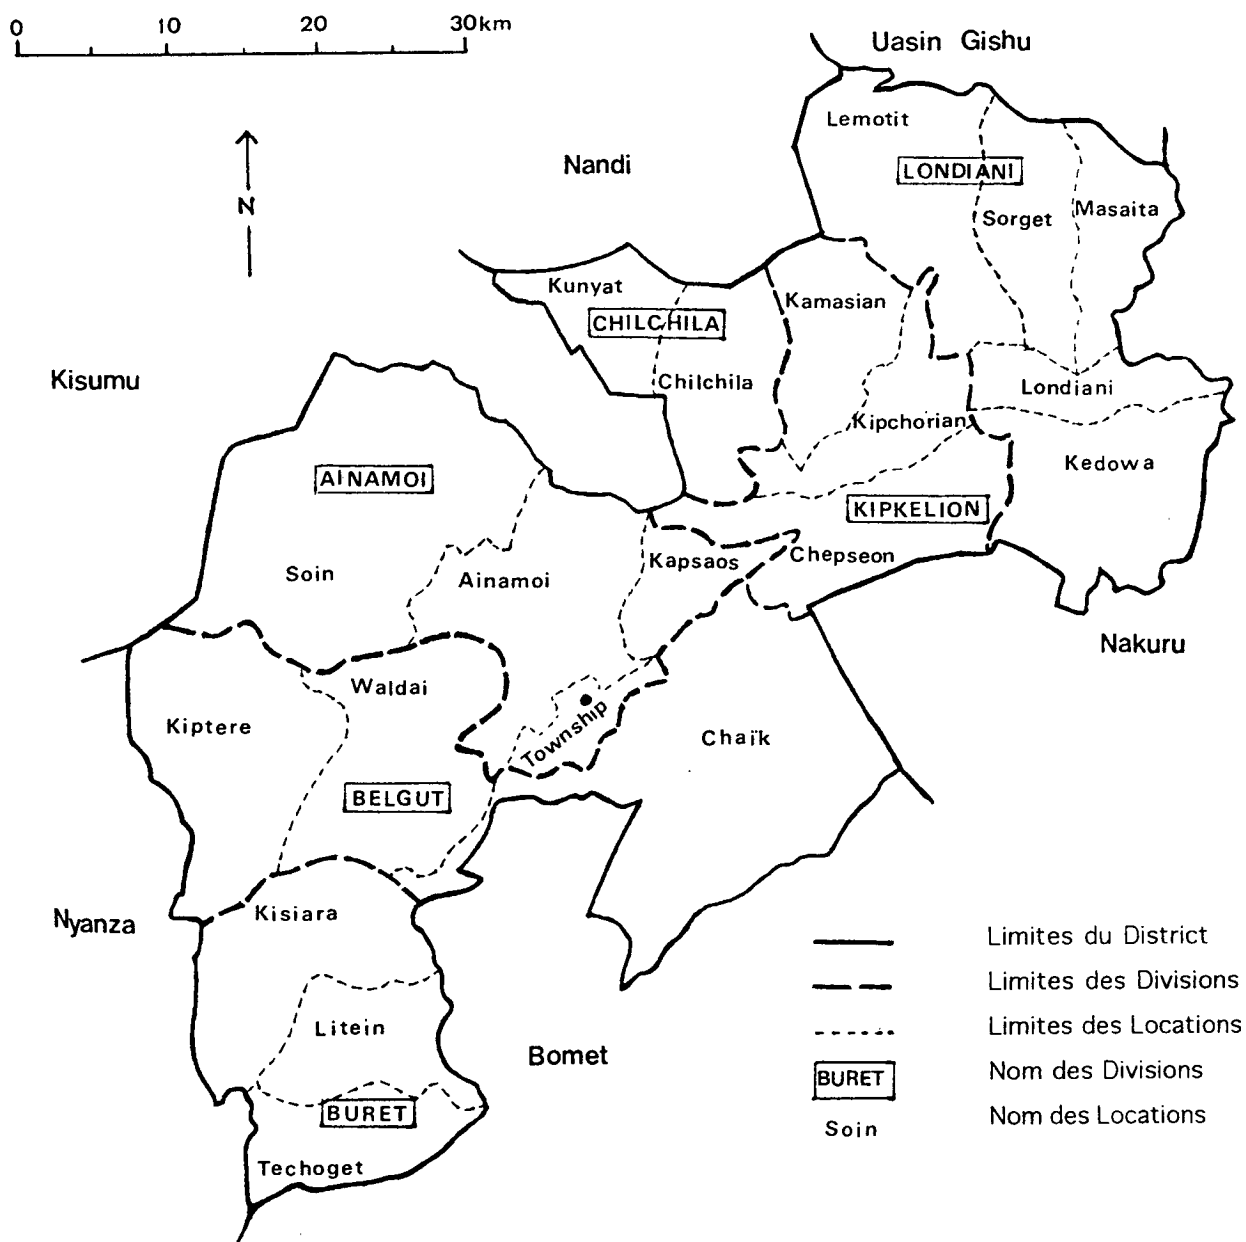 0 10 20 30km
Uasin Gishu
Lemotit
Nandi
LONDIANI
N
Sorget
Masaita
Kunyat
Kamasian
CHILCHILA
Kisumu
Chilchila
Londiani
Kipchorian
Kedowa
AINAMOI
KIPKELION
Soin
Ainamoi
Kapsaos
Chepseon
Nakuru
Waldai
Kiptere
Township
Chaïk
BELGUT
Kisiara
Nyanza
Limites du District
Limites des Divisions
Litein
Limites des Locations
Bomet
BURET Nom des Divisions
BURET
Soin Nom des Locations
Techoget